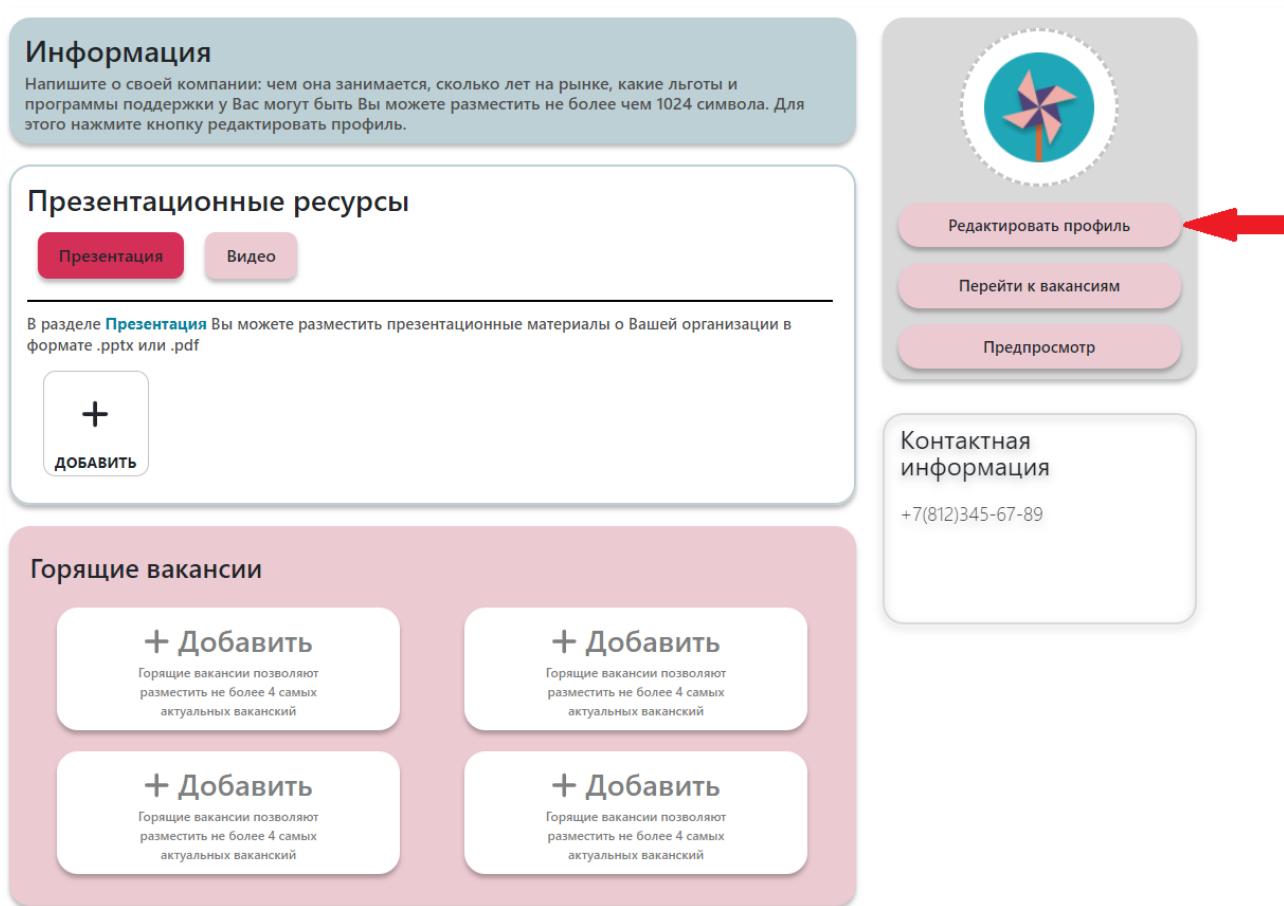 Информация
Напишите о своей компании: чем она занимается, сколько лет на рынке, какие льготы и
программы поддержки у Вас могут быть Вы можете разместить не более чем 1024 символа. Для
этого нажмите кнопку редактировать профиль.
Презентационные ресурсы
Презентация
Видео
В разделе Презентация Вы можете разместить презентационные материалы о Вашей организации в
формате .pptx или .pdf
+
ДОБАВИТЬ
Горящие вакансии
+ Добавить
Горящие вакансии позволяют
разместить не более 4 самых
актуальных ваканский
+ Добавить
Горящие вакансии позволяют
разместить не более 4 самых
актуальных ваканский
+ Добавить
Горящие вакансии позволяют
разместить не более 4 самых
актуальных ваканский
+ Добавить
Горящие вакансии позволяют
разместить не более 4 самых
актуальных ваканский
Редактировать профиль
Перейти к вакансиям
Предпросмотр
Контактная
информация
+7(812)345-67-89